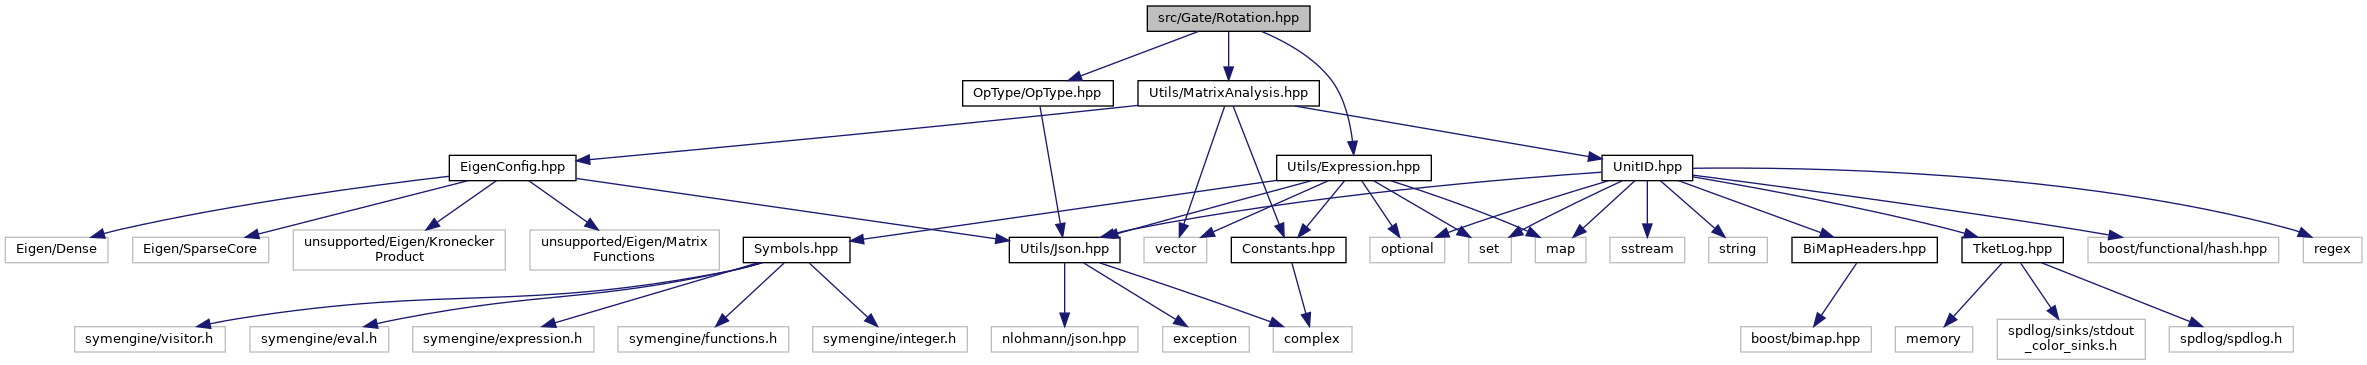 src/Gate/Rotation.hpp
OpType/OpType.hpp
Utils/MatrixAnalysis.hpp
EigenConfig.hpp
Utils/Expression.hpp
UnitID.hpp
Eigen/Dense
Eigen/SparseCore
unsupported/Eigen/Kronecker
Product
unsupported/Eigen/Matrix
Functions
Symbols.hpp
Utils/Json.hpp
vector
Constants.hpp
optional
set
map
sstream
string
BiMapHeaders.hpp
TketLog.hpp
boost/functional/hash.hpp
regex
symengine/visitor.h
symengine/eval.h
symengine/expression.h
symengine/functions.h
symengine/integer.h
nlohmann/json.hpp
exception
complex
boost/bimap.hpp
memory
spdlog/sinks/stdout
_color_sinks.h
spdlog/spdlog.h